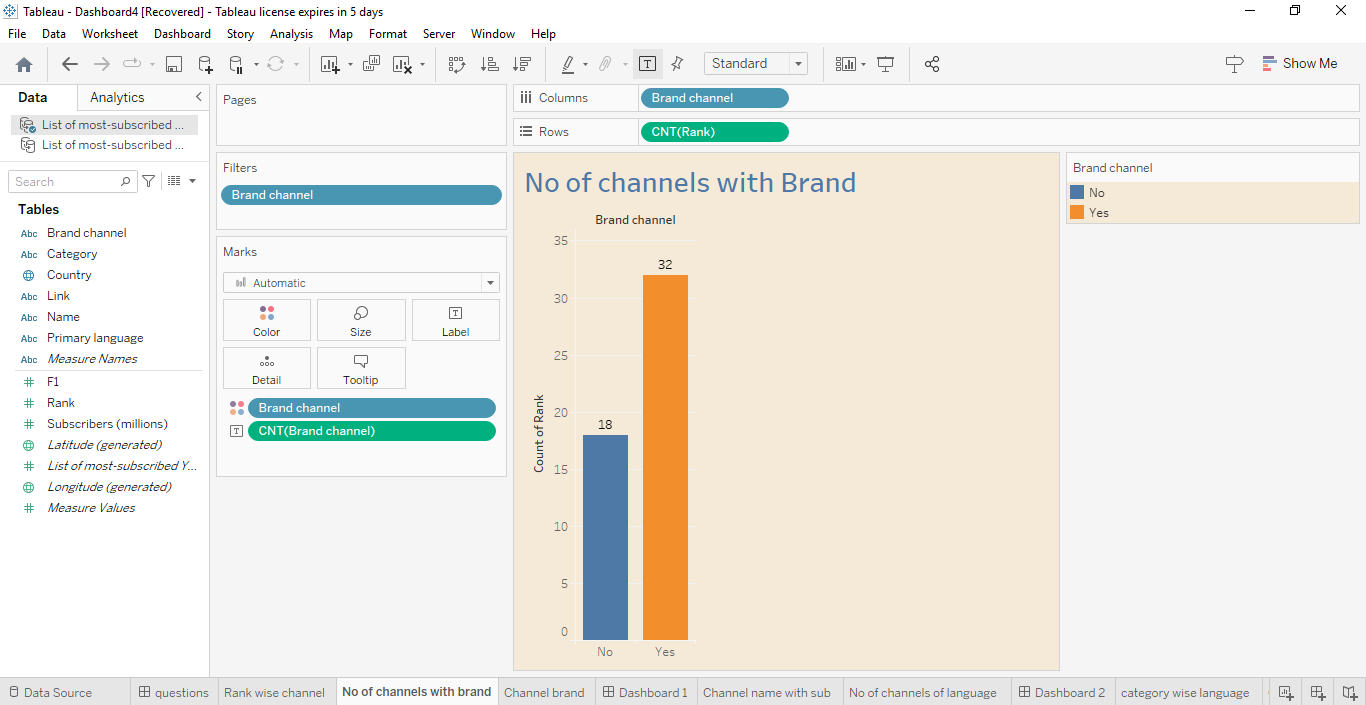 Tableau - Dashboard4 [Recovered] - Tableau license expires in 5 days
File Data Worksheet Dashboard Story Analysis Map Format Server Window Help
Standard
Show Me
Data Analytics
List of most-subscribed ...
List of most-subscribed ...
Search
Tables
Abc Brand channel
Abc Category
Country
Abc Link
Abc Name
Abc Primary language
Abc Measure Names
F1
Rank
Subscribers (millions)
Latitude (generated)
List of most-subscribed Y...
Longitude (generated)
Measure Values
Pages
Filters
Brand channel
Marks
Automatic
Color Size Label
Detail Tooltip
Brand channel
CNT(Brand channel)
Columns Brand channel
Rows CNT(Rank)
No of channels with Brand
Brand channel
Count of Rank
35
30
25
20
15
10
5
0
18
32
No Yes
Brand channel
No
Yes
Data Source questions Rank wise channel No of channels with brand Channel brand Dashboard 1 Channel name with sub No of channels of language Dashboard 2 category wise language